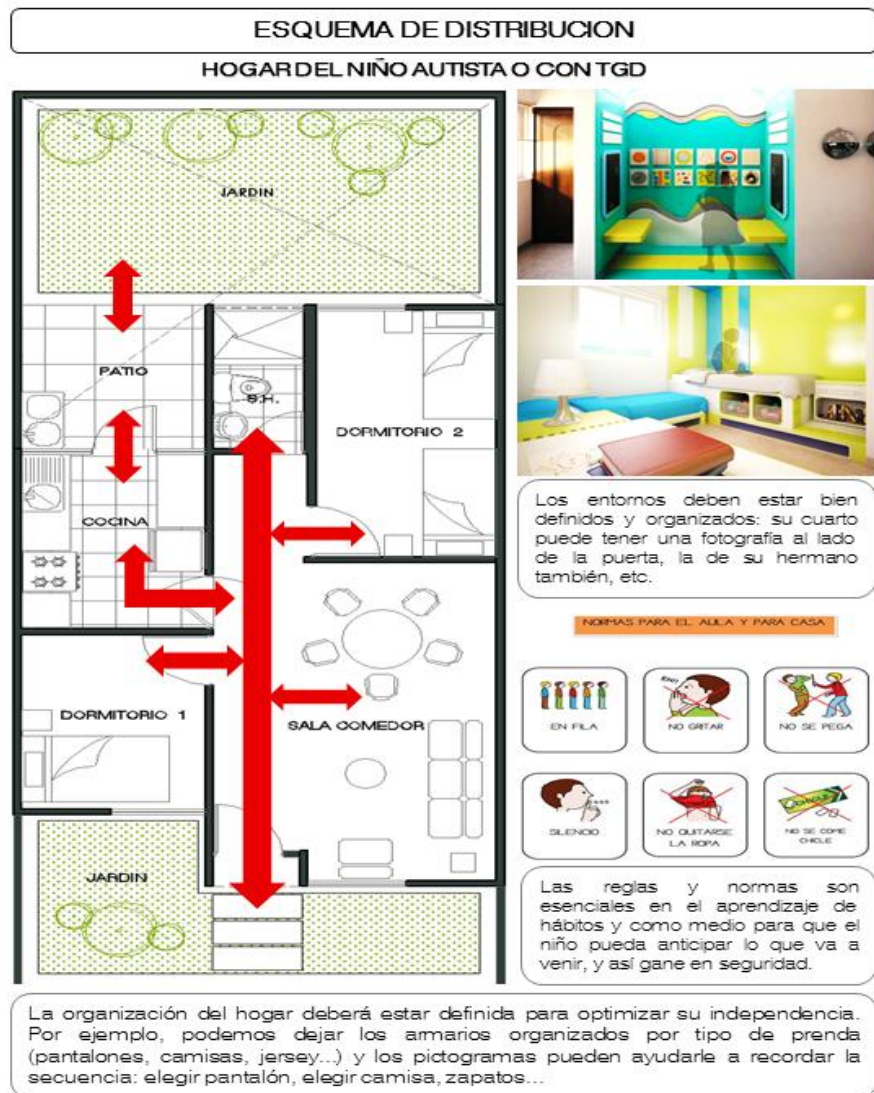 ESQUEMA DE DISTRIBUCION
HOGAR DEL NIÑO AUTISTA O CON TGD
JARDIN
PATIO
S.H.
DORMITORIO 2
COCINA
DORMITORIO 1
SALA COMEDOR
JARDIN
Los entornos deben estar bien
definidos y organizados: su cuarto
puede tener una fotografía al lado
de la puerta, la de su hermano
también, etc.
NORMAS PARA EL AULA Y PARA CASA
EN FILA
NO GRITAR
NO SE PEGA
SILENCIO
NO QUITARSE
LA ROPA
CHICLE
NO SE COME
CHICLE
Las reglas y normas son
esenciales en el aprendizaje de
hábitos y como medio para que el
niño pueda anticipar lo que va a
venir, y así gane en seguridad.
La organización del hogar deberá estar definida para optimizar su independencia.
Por ejemplo, podemos dejar los armarios organizados por tipo de prenda
(pantalones, camisas, jersey...) y los pictogramas pueden ayudarle a recordar la
secuencia: elegir pantalón, elegir camisa, zapatos...